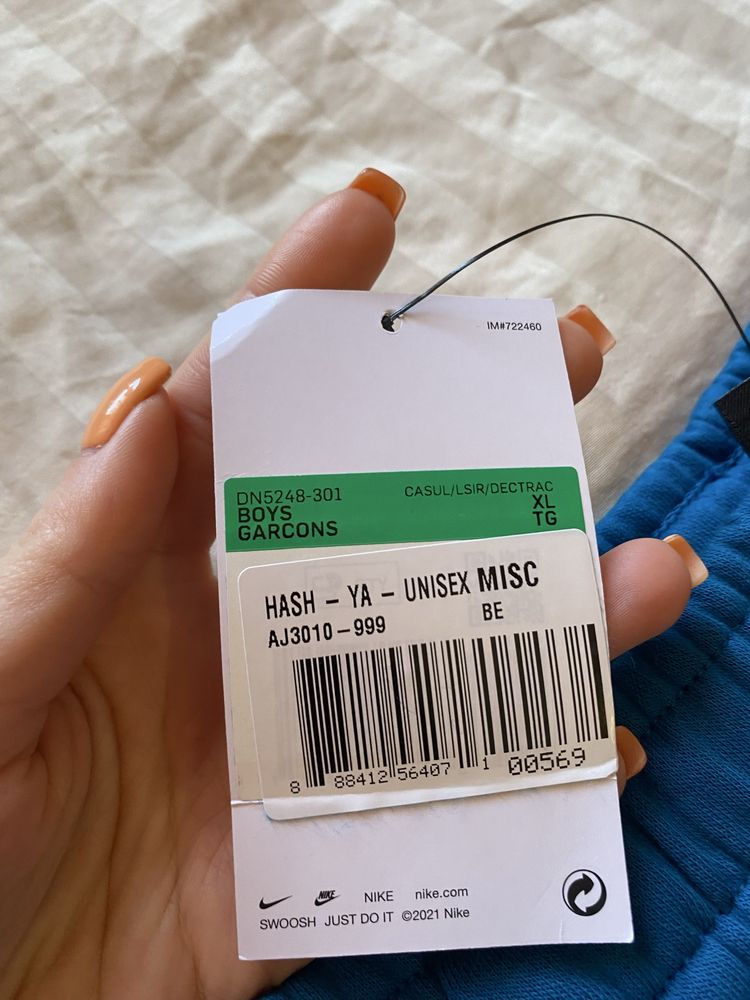 IM#722460
DN5248-301 CASUL/LSIR/DECTRAC
BOYS XL
GARCONS TG
HASH - YA - UNISEX MISC
AJ3010-999 BE
8 88412 56407 1 00569
NIKE nike.com
SWOOSH JUST DO IT ©2021 Nike